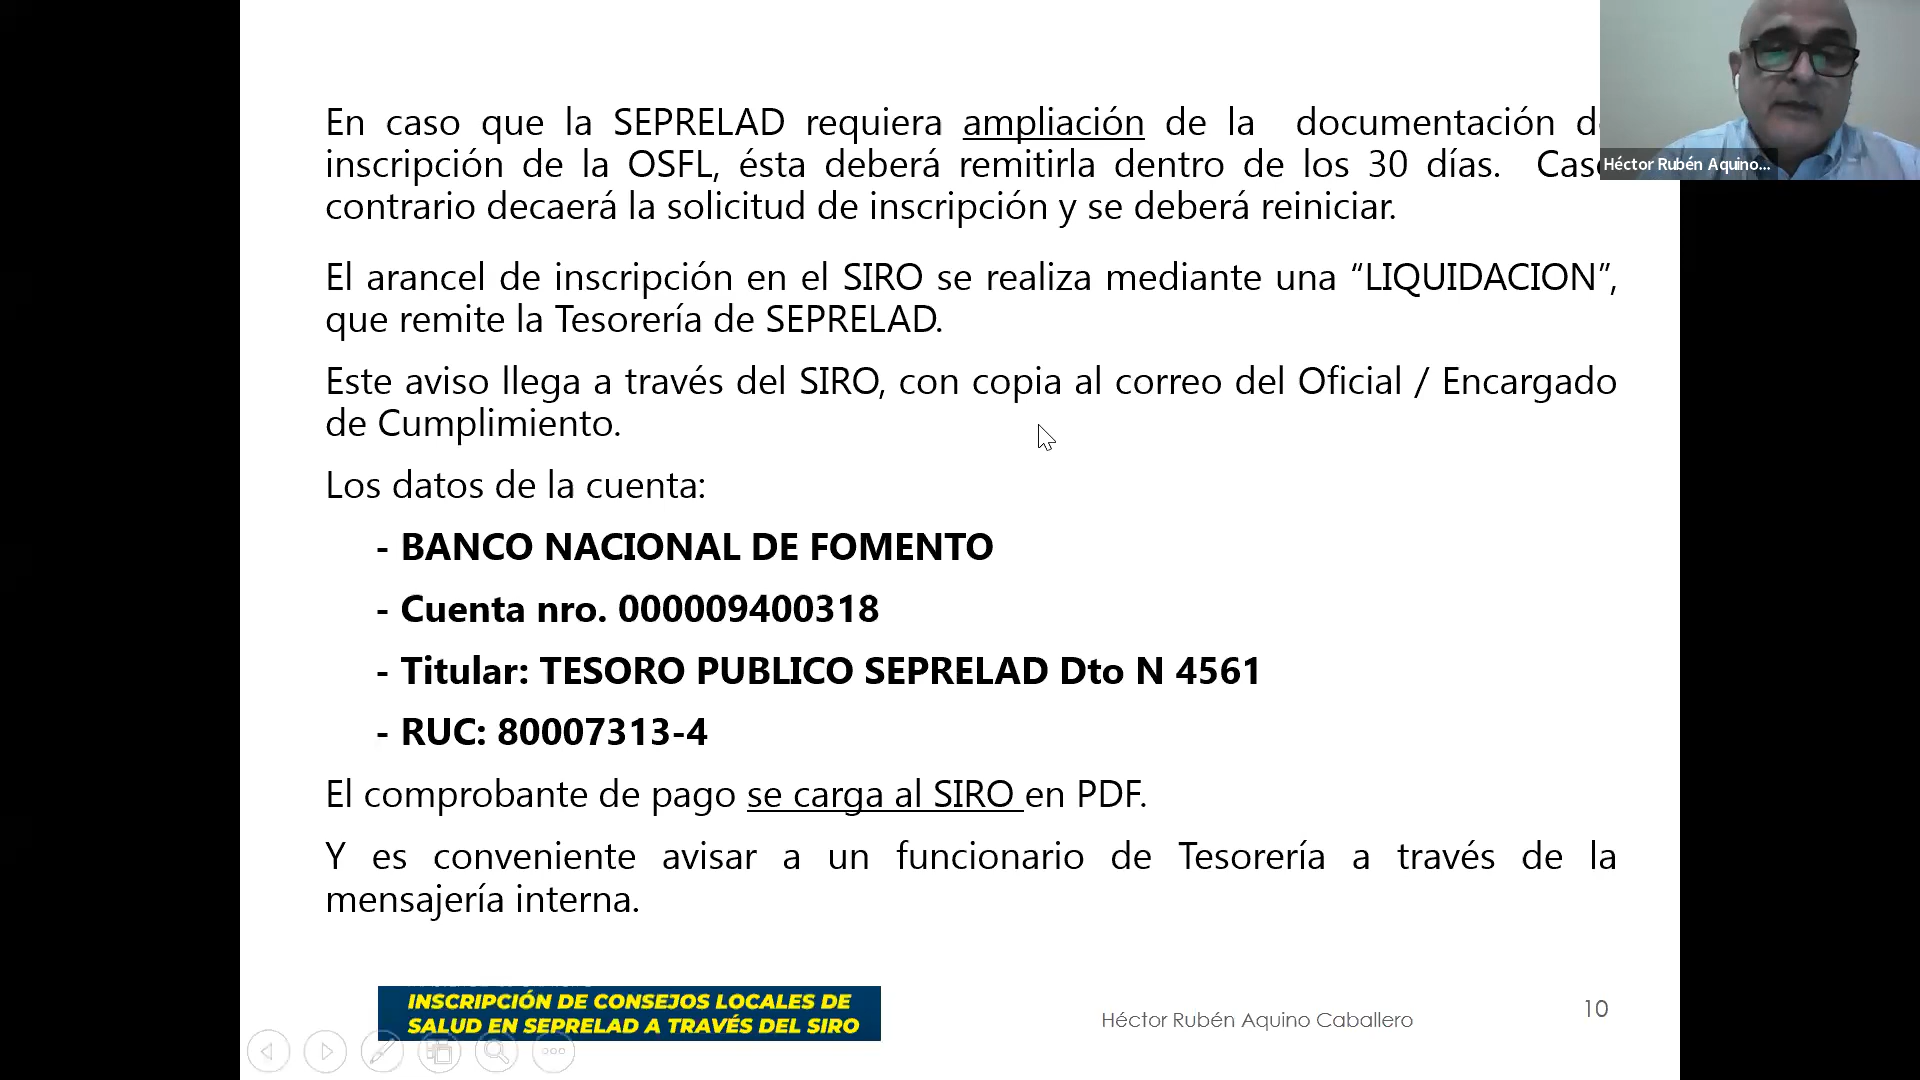 En caso que la SEPRELAD requiera ampliación de la documentación
inscripción de la OSFL, ésta deberá remitirla dentro de los 30 días.
contrario decaerá la solicitud de inscripción y se deberá reiniciar.
El arancel de inscripción en el SIRO se realiza mediante una “LIQUIDACION”,
que remite la Tesorería de SEPRELAD.
Este aviso llega a través del SIRO, con copia al correo del Oficial / Encargado
de Cumplimiento.
Los datos de la cuenta:
- BANCO NACIONAL DE FOMENTO
- Cuenta nro. 000009400318
- Titular: TESORO PUBLICO SEPRELAD Dto N 4561
- RUC: 80007313-4
El comprobante de pago se carga al SIRO en PDF.
Y es conveniente avisar a un funcionario de Tesorería a través de la
mensajería interna.
INSCRIPCIÓN DE CONSEJOS LOCALES DE
SALUD EN SEPRELAD A TRAVÉS DEL SIRO
Héctor Rubén Aquino Caballero
10
Héctor Rubén Aquino...